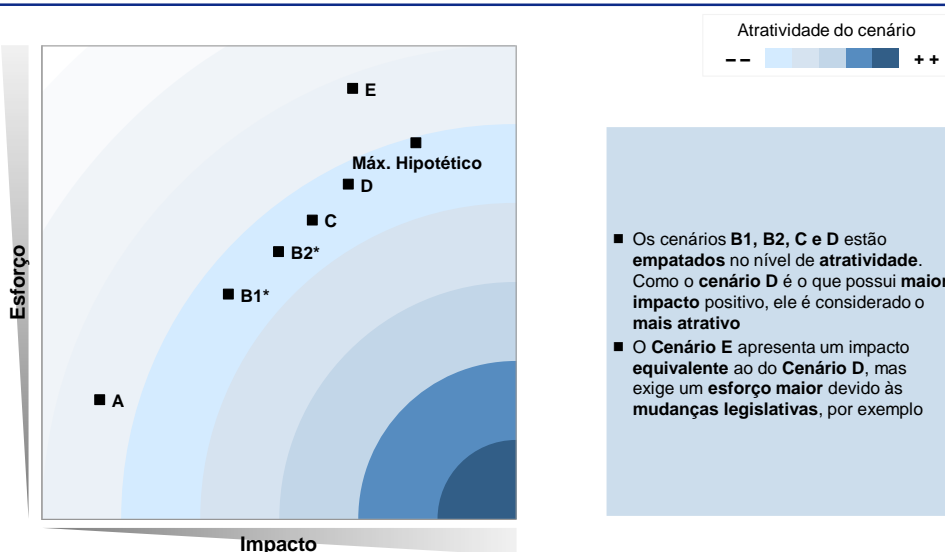 Atratividade do cenário
– –
+ +
Esforço
E
Máx. Hipotético
D
C
B2*
B1*
A
Impacto
■ Os cenários B1, B2, C e D estão
empatados no nível de atratividade.
Como o cenário D é o que possui maior
impacto positivo, ele é considerado o
mais atrativo
■ O Cenário E apresenta um impacto
equivalente ao do Cenário D, mas
exige um esforço maior devido às
mudanças legislativas, por exemplo